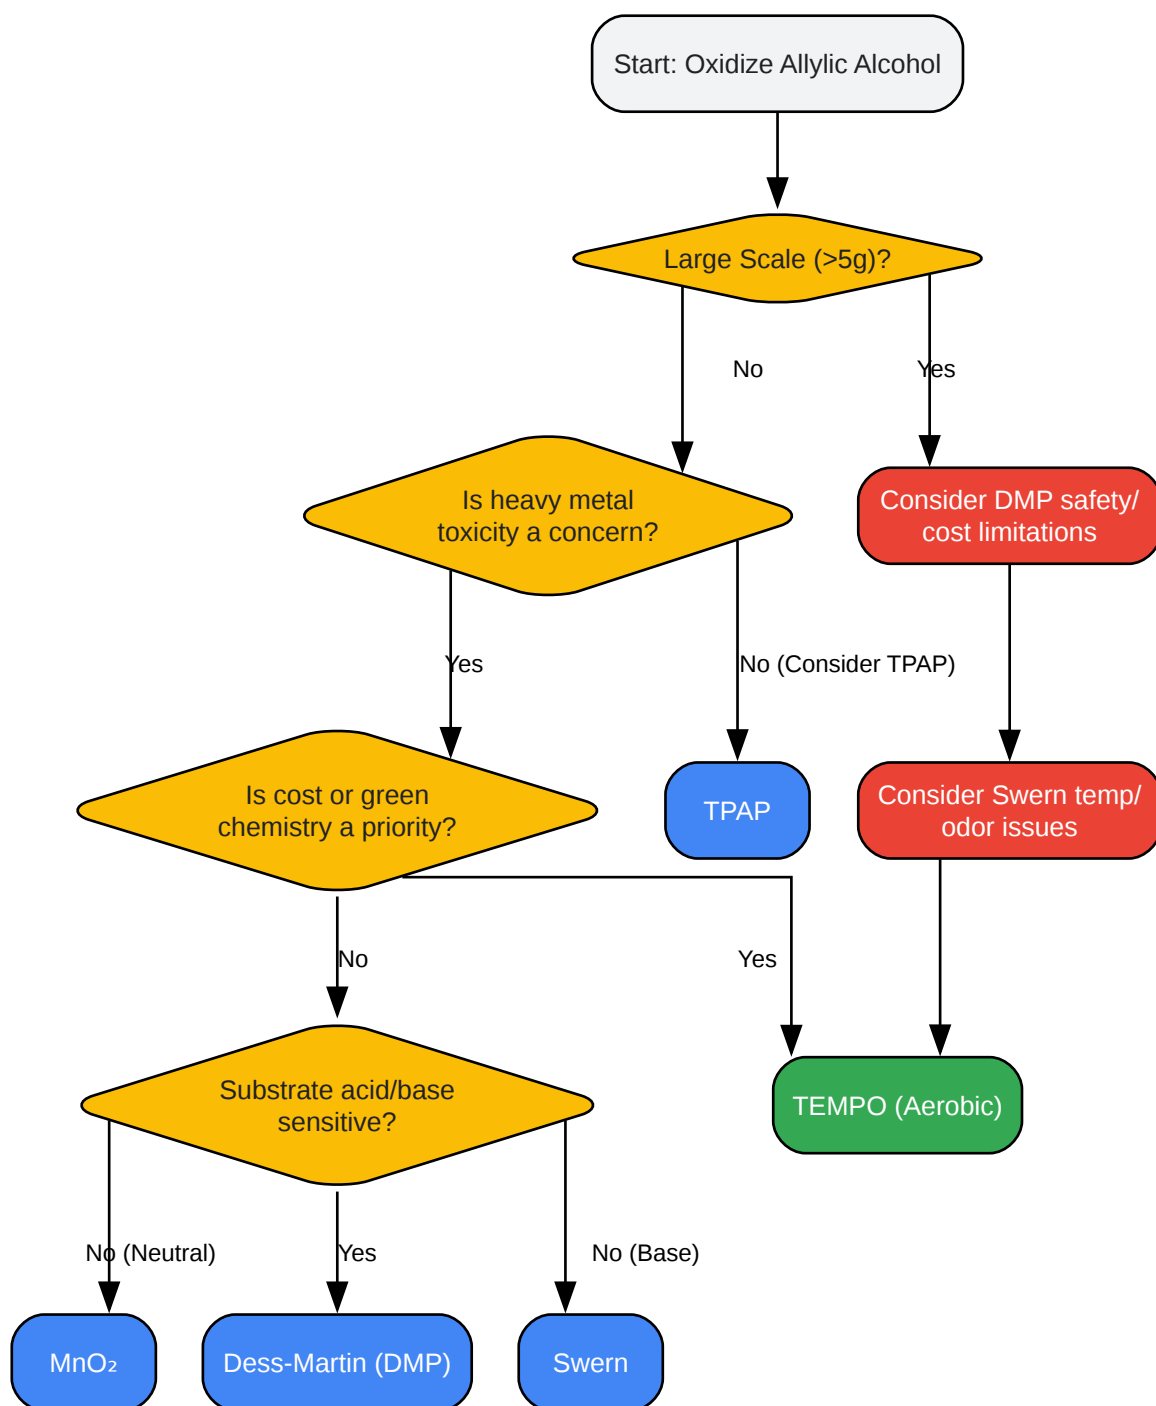 Start: Oxidize Allylic Alcohol
Large Scale (>5g)?
No
Yes
Is heavy metal
toxicity a concern?
Consider DMP safety/
cost limitations
Yes
No (Consider TPAP)
Is cost or green
chemistry a priority?
TPAP
Consider Swern temp/
odor issues
No
Yes
Substrate acid/base
sensitive?
TEMPO (Aerobic)
No (Neutral)
Yes
No (Base)
MnO₂
Dess-Martin (DMP)
Swern